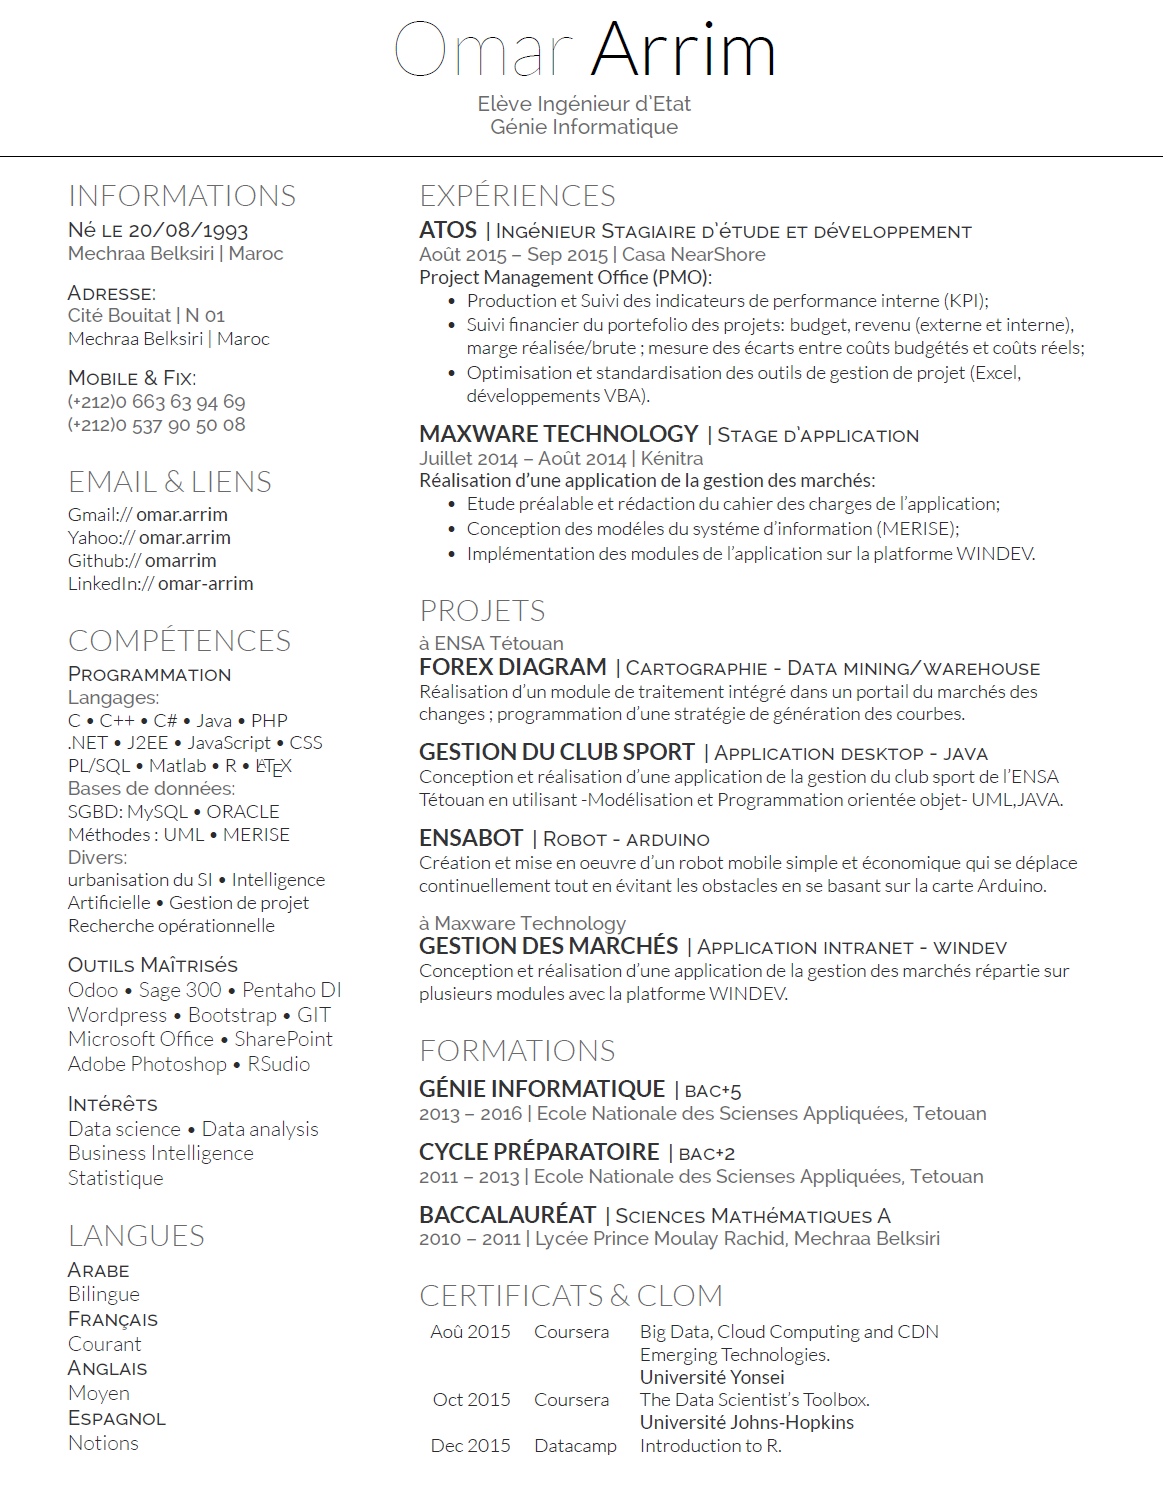 Omar Arrim
Elève Ingénieur d'Etat
Génie Informatique
INFORMATIONS
Né le 20/08/1993
Mechraa Belksiri | Maroc
Adresse:
Cité Bouitat | N 01
Mechraa Belksiri | Maroc
Mobile & Fix:
(+212)0 663 63 94 69
(+212)0 537 90 50 08
EMAIL & LIENS
Gmail:// omar.arrim
Yahoo:// omar.arrim
Github:// omarrim
LinkedIn:// omar-arrim
COMPÉTENCES
Programmation
Langages:
C • C++ • C# • Java • PHP
.NET • J2EE • JavaScript • CSS
PL/SQL • Matlab • R • LATEX
Bases de données:
SGBD: MySQL • ORACLE
Méthodes : UML • MERISE
Divers:
urbanisation du SI • Intelligence
Artificielle • Gestion de projet
Recherche opérationnelle
Outils Maîtrisés
Odoo • Sage 300 • Pentaho DI
Wordpress • Bootstrap • GIT
Microsoft Office • SharePoint
Adobe Photoshop • RSudio
Intérêts
Data science • Data analysis
Business Intelligence
Statistique
LANGUES
Arabe
Bilingue
Français
Courant
Anglais
Moyen
Espagnol
Notions
EXPÉRIENCES
ATOS | Ingénieur Stagiaire d'étude et développement
Août 2015 – Sep 2015 | Casa NearShore
Project Management Office (PMO):
• Production et Suivi des indicateurs de performance interne (KPI);
• Suivi financier du portefolio des projets: budget, revenu (externe et interne),
marge réalisée/brute ; mesure des écarts entre coûts budgétés et coûts réels;
• Optimisation et standardisation des outils de gestion de projet (Excel,
développements VBA).
MAXWARE TECHNOLOGY | Stage d'application
Juillet 2014 – Août 2014 | Kénitra
Réalisation d'une application de la gestion des marchés:
• Etude préalable et rédaction du cahier des charges de l'application;
• Conception des modéles du systéme d'information (MERISE);
• Implémentation des modules de l'application sur la platforme WINDEV.
PROJETS
à ENSA Tétouan
FOREX DIAGRAM | Cartographie - Data mining/warehouse
Réalisation d'un module de traitement intégré dans un portail du marchés des
changes ; programmation d'une stratégie de génération des courbes.
GESTION DU CLUB SPORT | Application desktop - java
Conception et réalisation d'une application de la gestion du club sport de l'ENSA
Tétouan en utilisant -Modélisation et Programmation orientée objet- UML,JAVA.
ENSABOT | Robot - arduino
Création et mise en oeuvre d'un robot mobile simple et économique qui se déplace
continuellement tout en évitant les obstacles en se basant sur la carte Arduino.
à Maxware Technology
GESTION DES MARCHÉS | Application intranet - windev
Conception et réalisation d'une application de la gestion des marchés répartie sur
plusieurs modules avec la platforme WINDEV.
FORMATIONS
GÉNIE INFORMATIQUE | bac+5
2013 – 2016 | Ecole Nationale des Scienses Appliquées, Tetouan
CYCLE PRÉPARATOIRE | bac+2
2011 – 2013 | Ecole Nationale des Scienses Appliquées, Tetouan
BACCALAURÉAT | Sciences Mathématiques A
2010 – 2011 | Lycée Prince Moulay Rachid, Mechraa Belksiri
CERTIFICATS & CLOM
Aoû 2015 Coursera Big Data, Cloud Computing and CDN
Emerging Technologies.
Université Yonsei
Oct 2015 Coursera The Data Scientist's Toolbox.
Université Johns-Hopkins
Dec 2015 Datacamp Introduction to R.